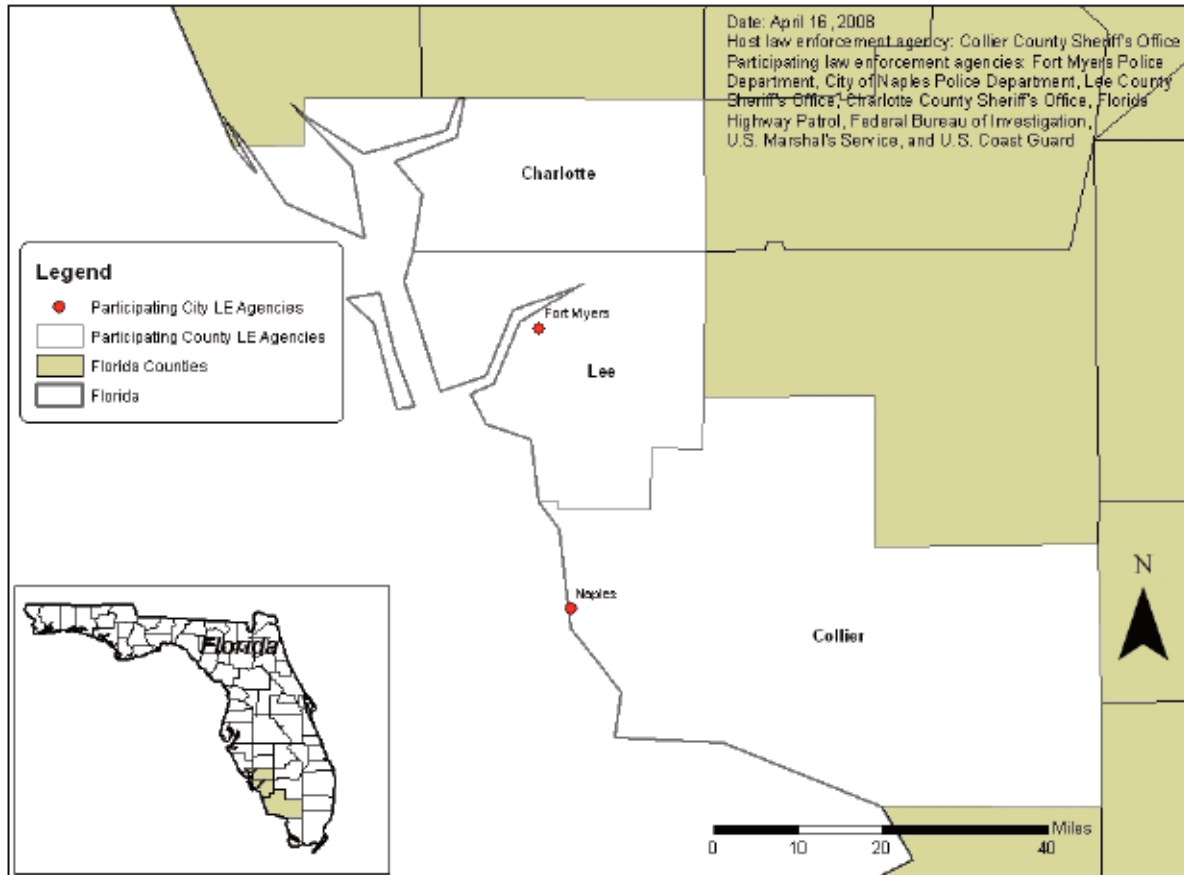 Date: April 16, 2008
Host law enforcement agency: Collier County Sheriff's Office
Participating law enforcement agencies: Fort Myers Police
Department, City of Naples Police Department, Lee County
Sheriff's Office, Charlotte County Sheriff's Office, Florida
Highway Patrol, Federal Bureau of Investigation,
U.S. Marshal's Service, and U.S. Coast Guard
Charlotte
Legend
Participating City LE Agencies
Participating County LE Agencies
Florida Counties
Florida
Fort Myers
Lee
Naples
Collier
N
Florida
Miles
0 10 20 40